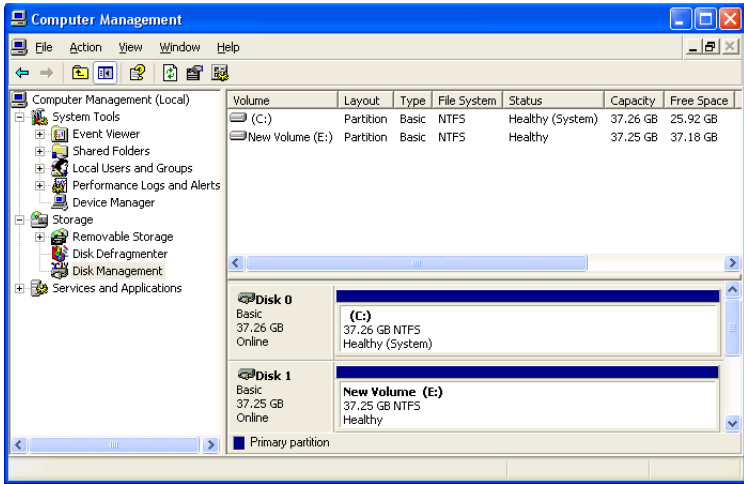 Computer Management
File Action View Window Help
Computer Management (Local)
System Tools
Event Viewer
Shared Folders
Local Users and Groups
Performance Logs and Alerts
Device Manager
Storage
Removable Storage
Disk Defragmenter
Disk Management
Services and Applications
Volume Layout Type File System Status Capacity Free Space
(C:) Partition Basic NTFS Healthy (System) 37.26 GB 25.92 GB
New Volume (E:) Partition Basic NTFS Healthy 37.25 GB 37.18 GB
Disk 0
Basic
37.26 GB
Online
(C:)
37.26 GB NTFS
Healthy (System)
Disk 1
Basic
37.25 GB
Online
New Volume (E:)
37.25 GB NTFS
Healthy
Primary partition